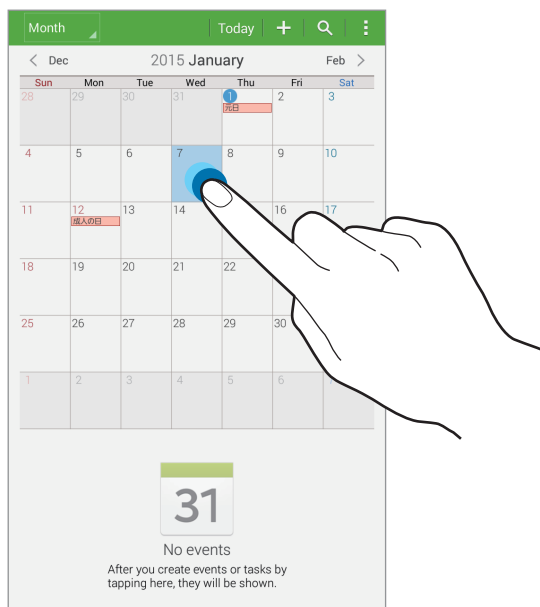 Month Today
Dec 2015 January Feb
Sun Mon Tue Wed Thu Fri Sat
28 29 30 31 1 2 3
元日
4 5 6 7 8 9 10
11 12 13 14 16 17
成人の日
18 19 20 21 22
25 26 27 28 29 30
1 2 3 4 5 6 7
31
No events
After you create events or tasks by
tapping here, they will be shown.